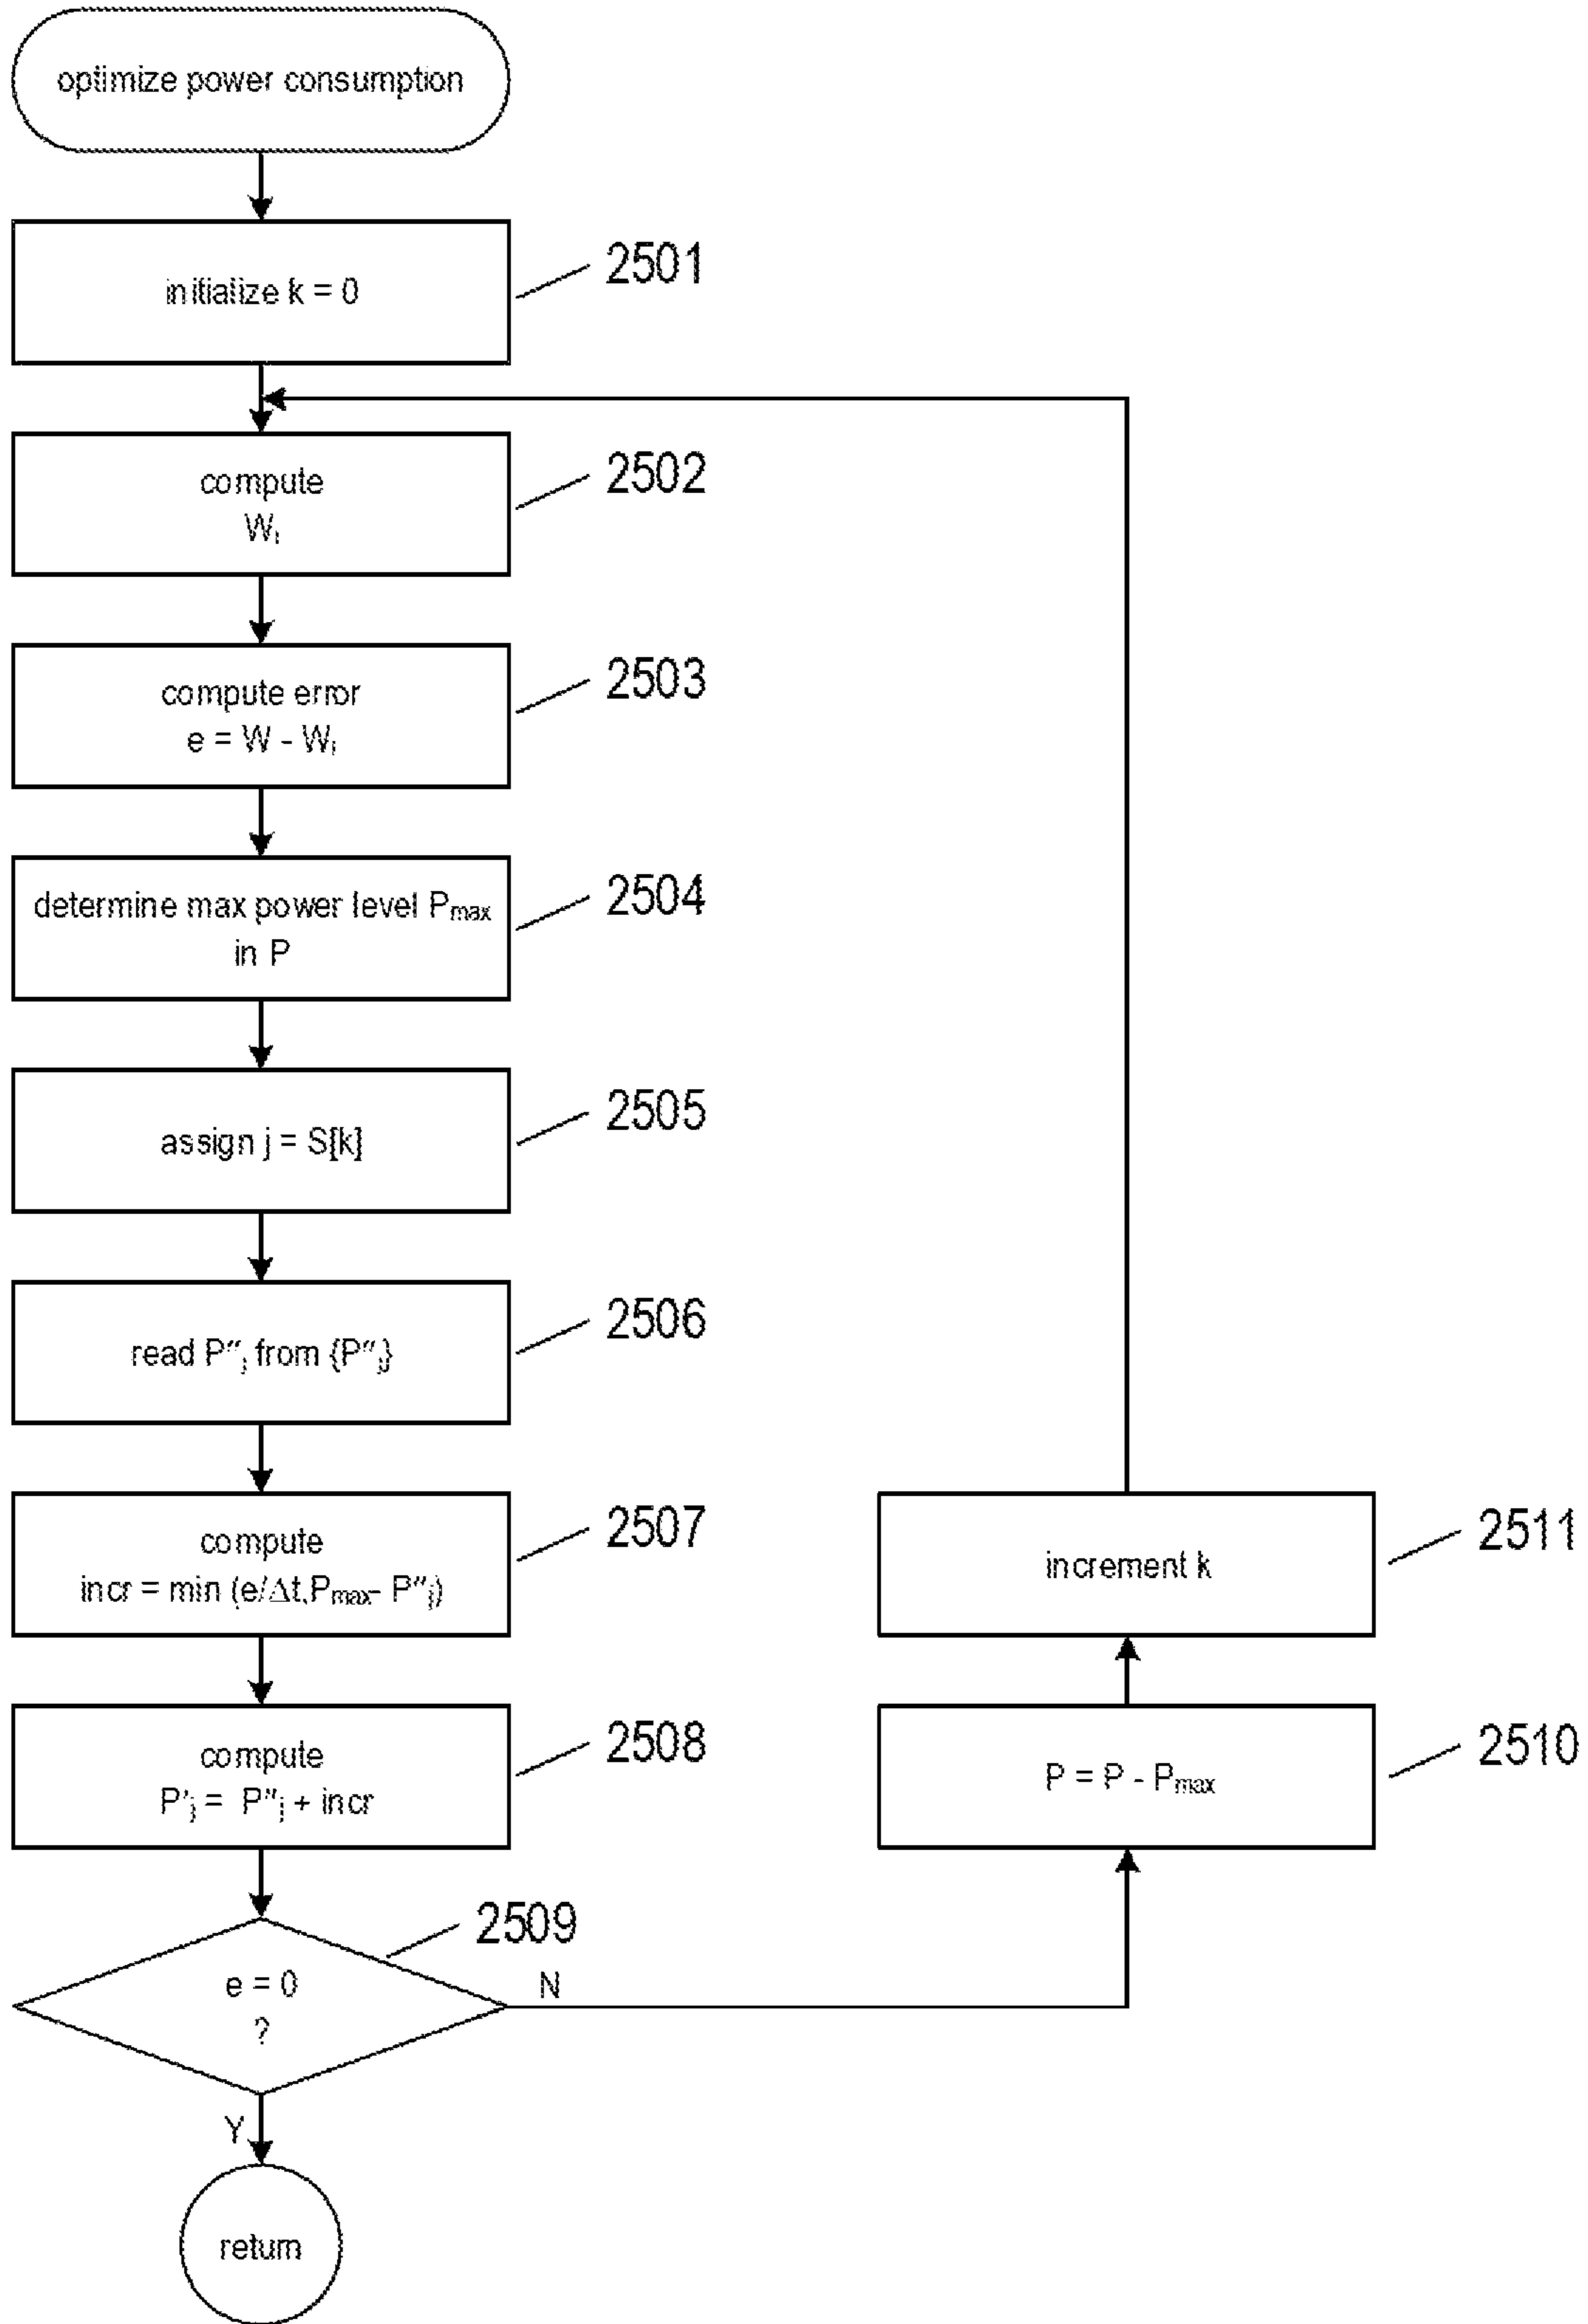 optimize power consumption
initialize k = 0
2501
compute
Wᵢ
2502
compute error
e = W - Wᵢ
2503
determine max power level Pmax
in P
2504
assign j = S[k]
2505
read P″ⱼ from {P″ⱼ}
2506
compute
incr = min (e/Δt,Pmax- P″ⱼ)
2507
compute
P'ⱼ = P″ⱼ + incr
2508
2509
e = 0
?
N
Y
return
P = P - Pmax
2510
increment k
2511